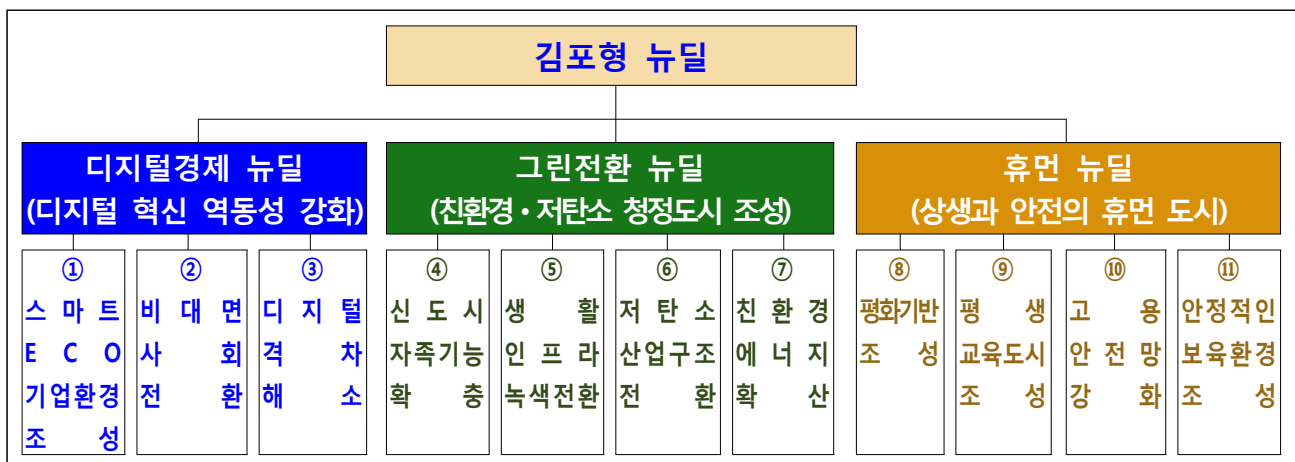 김포형 뉴딜
디지털경제 뉴딜
(디지털 혁신 역동성 강화)
그린전환 뉴딜
(친환경・저탄소 청정도시 조성)
휴먼 뉴딜
(상생과 안전의 휴먼 도시)
①
스마트
ECO
기업환경
조성
②
비대면
사회
전환
③
디지털
격차
해소
④
신도시
자족기능
확충
⑤
생활
인프라
녹색전환
⑥
저탄소
산업구조
전환
⑦
친환경
에너지
확산
⑧
평화기반
조성
⑨
평생
교육도시
조성
⑩
고용
안전망
강화
⑪
안정적인
보육환경
조성